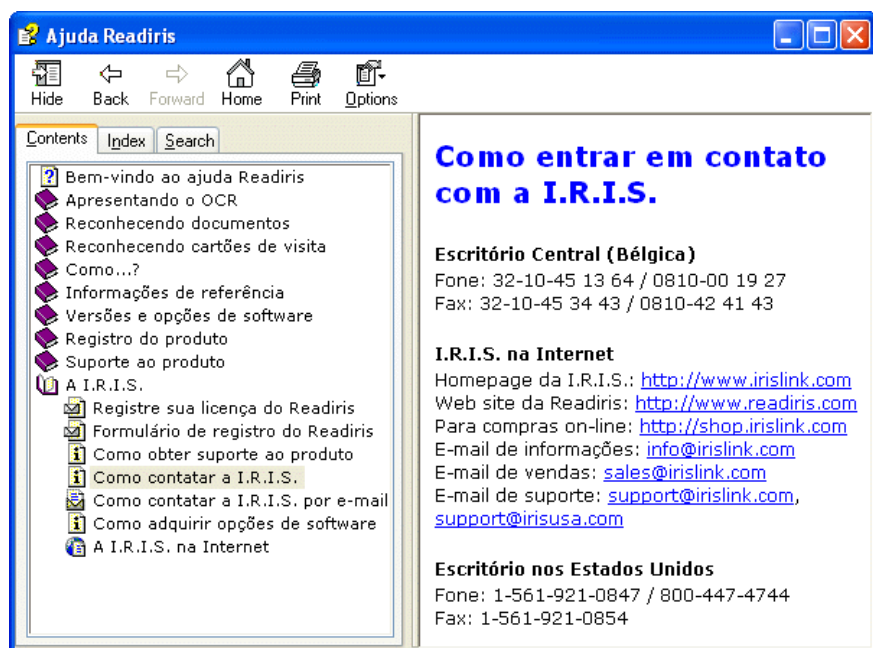 Ajuda Readiris
Hide Back Forward Home Print Options
Contents Index Search
Bem-vindo ao ajuda Readiris
Apresentando o OCR
Reconhecendo documentos
Reconhecendo cartões de visita
Como...?
Informações de referência
Versões e opções de software
Registro do produto
Suporte ao produto
A I.R.I.S.
Registre sua licença do Readiris
Formulário de registro do Readiris
Como obter suporte ao produto
Como contatar a I.R.I.S.
Como contatar a I.R.I.S. por e-mail
Como adquirir opções de software
A I.R.I.S. na Internet
Como entrar em contato
com a I.R.I.S.
Escritório Central (Bélgica)
Fone: 32-10-45 13 64 / 0810-00 19 27
Fax: 32-10-45 34 43 / 0810-42 41 43
I.R.I.S. na Internet
Homepage da I.R.I.S.: http://www.irislink.com
Web site da Readiris: http://www.readiris.com
Para compras on-line: http://shop.irislink.com
E-mail de informações: info@irislink.com
E-mail de vendas: sales@irislink.com
E-mail de suporte: support@irislink.com,
support@irisusa.com
Escritório nos Estados Unidos
Fone: 1-561-921-0847 / 800-447-4744
Fax: 1-561-921-0854